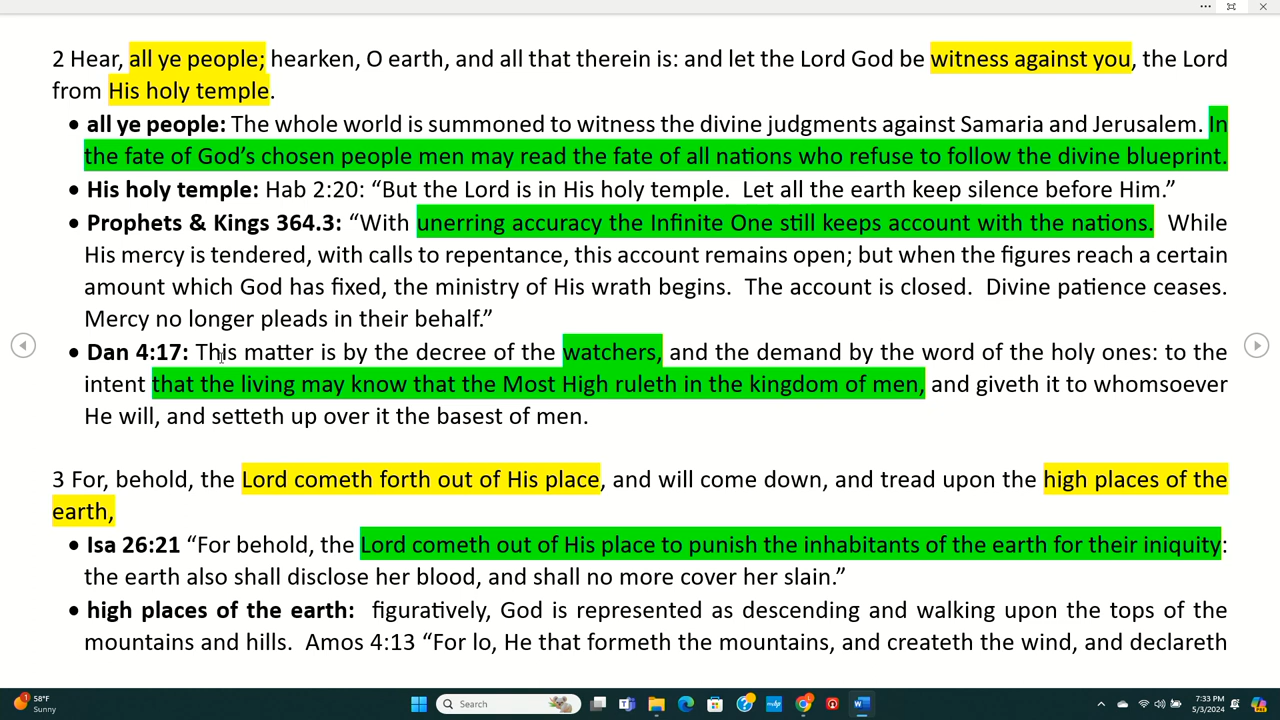 2 Hear, all ye people; hearken, O earth, and all that therein is: and let the Lord God be witness against you, the Lord
from His holy temple.
• all ye people: The whole world is summoned to witness the divine judgments against Samaria and Jerusalem. In
the fate of God’s chosen people men may read the fate of all nations who refuse to follow the divine blueprint.
• His holy temple: Hab 2:20: “But the Lord is in His holy temple. Let all the earth keep silence before Him.”
• Prophets & Kings 364.3: “With unerring accuracy the Infinite One still keeps account with the nations. While
His mercy is tendered, with calls to repentance, this account remains open; but when the figures reach a certain
amount which God has fixed, the ministry of His wrath begins. The account is closed. Divine patience ceases.
Mercy no longer pleads in their behalf.”
• Dan 4:17: This matter is by the decree of the watchers, and the demand by the word of the holy ones: to the
intent that the living may know that the Most High ruleth in the kingdom of men, and giveth it to whomsoever
He will, and setteth up over it the basest of men.
3 For, behold, the Lord cometh forth out of His place, and will come down, and tread upon the high places of the
earth,
• Isa 26:21 “For behold, the Lord cometh out of His place to punish the inhabitants of the earth for their iniquity:
the earth also shall disclose her blood, and shall no more cover her slain.”
• high places of the earth: figuratively, God is represented as descending and walking upon the tops of the
mountains and hills. Amos 4:13 “For lo, He that formeth the mountains, and createth the wind, and declareth
1
58°F
Sunny
Search
7:33 PM
5/3/2024